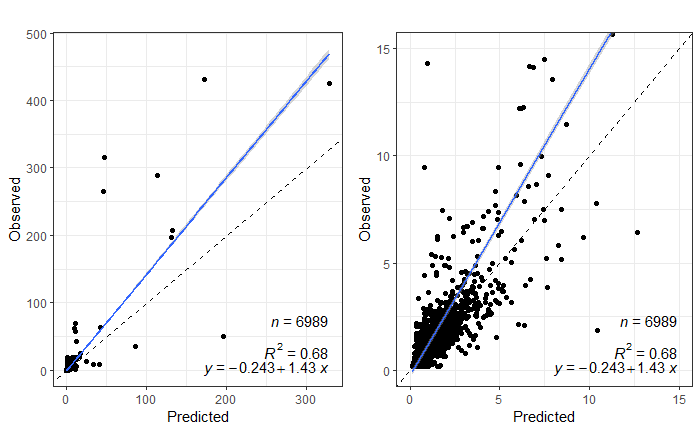 500
400
300
200
100
0
Observed
0 100 200 300
Predicted
n = 6989
R² = 0.68
y = −0.243 + 1.43 x
15
10
5
0
Observed
0 5 10 15
Predicted
n = 6989
R² = 0.68
y = −0.243 + 1.43 x